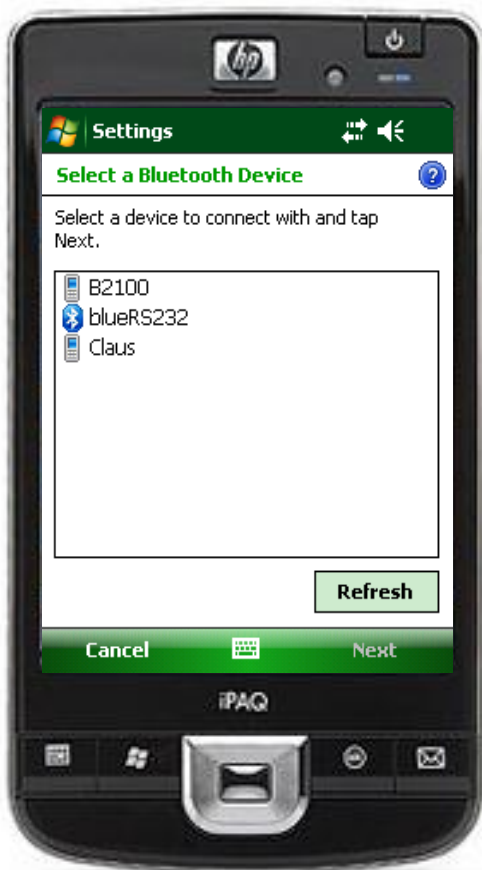 hp
Settings
Select a Bluetooth Device
?
Select a device to connect with and tap
Next.
B2100
blueRS232
Claus
Refresh
Cancel
Next
iPAQ
ok